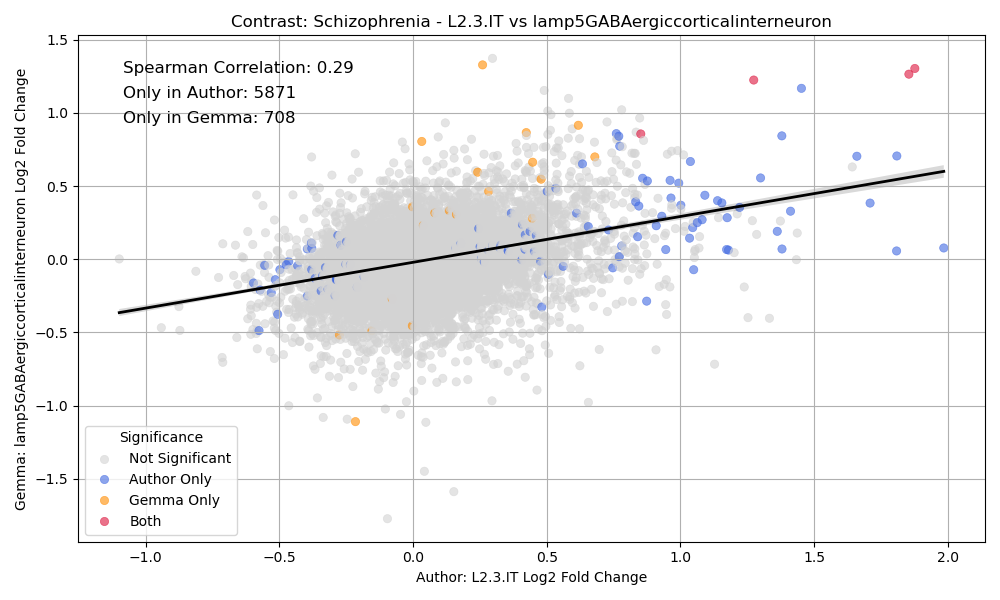 Contrast: Schizophrenia - L2.3.IT vs lamp5GABAergiccorticalinterneuron
Spearman Correlation: 0.29
Only in Author: 5871
Only in Gemma: 708
Gemma: lamp5GABAergiccorticalinterneuron Log2 Fold Change
1.5
1.0
0.5
0.0
−0.5
−1.0
−1.5
Significance
Not Significant
Author Only
Gemma Only
Both
−1.0
−0.5
0.0
0.5
1.0
1.5
2.0
Author: L2.3.IT Log2 Fold Change